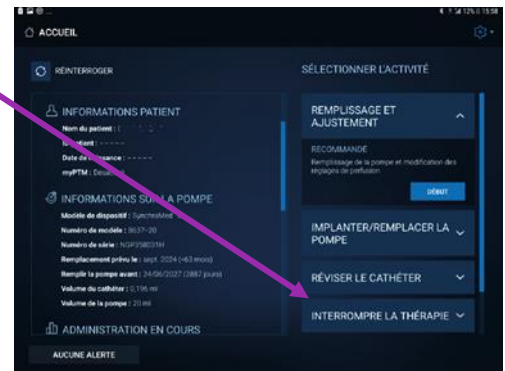 12% 15:58
ACCUEIL
RÉINTERROGER
SÉLECTIONNER L'ACTIVITÉ
INFORMATIONS PATIENT
Nom du patient :
Date de
myPTM :
INFORMATIONS SUR LA POMPE
Modèle de dispositif : SynchroMed
Numéro de modèle : 8637-20
Numéro de série : NGP358031H
Remplacement prévu le : sept. 2024 (<63 mois)
Remplir la pompe avant : 24/06/2027 (2887 jours)
Volume du cathéter : 0,196 ml
Volume de la pompe : 20 ml
ADMINISTRATION EN COURS
REMPLISSAGE ET
AJUSTEMENT
RECOMMANDÉ
Remplissage de la pompe et modification des
réglages de perfusion
DÉBUT
IMPLANTER/REMPLACER LA
POMPE
RÉVISER LE CATHÉTER
INTERROMPRE LA THÉRAPIE
AUCUNE ALERTE